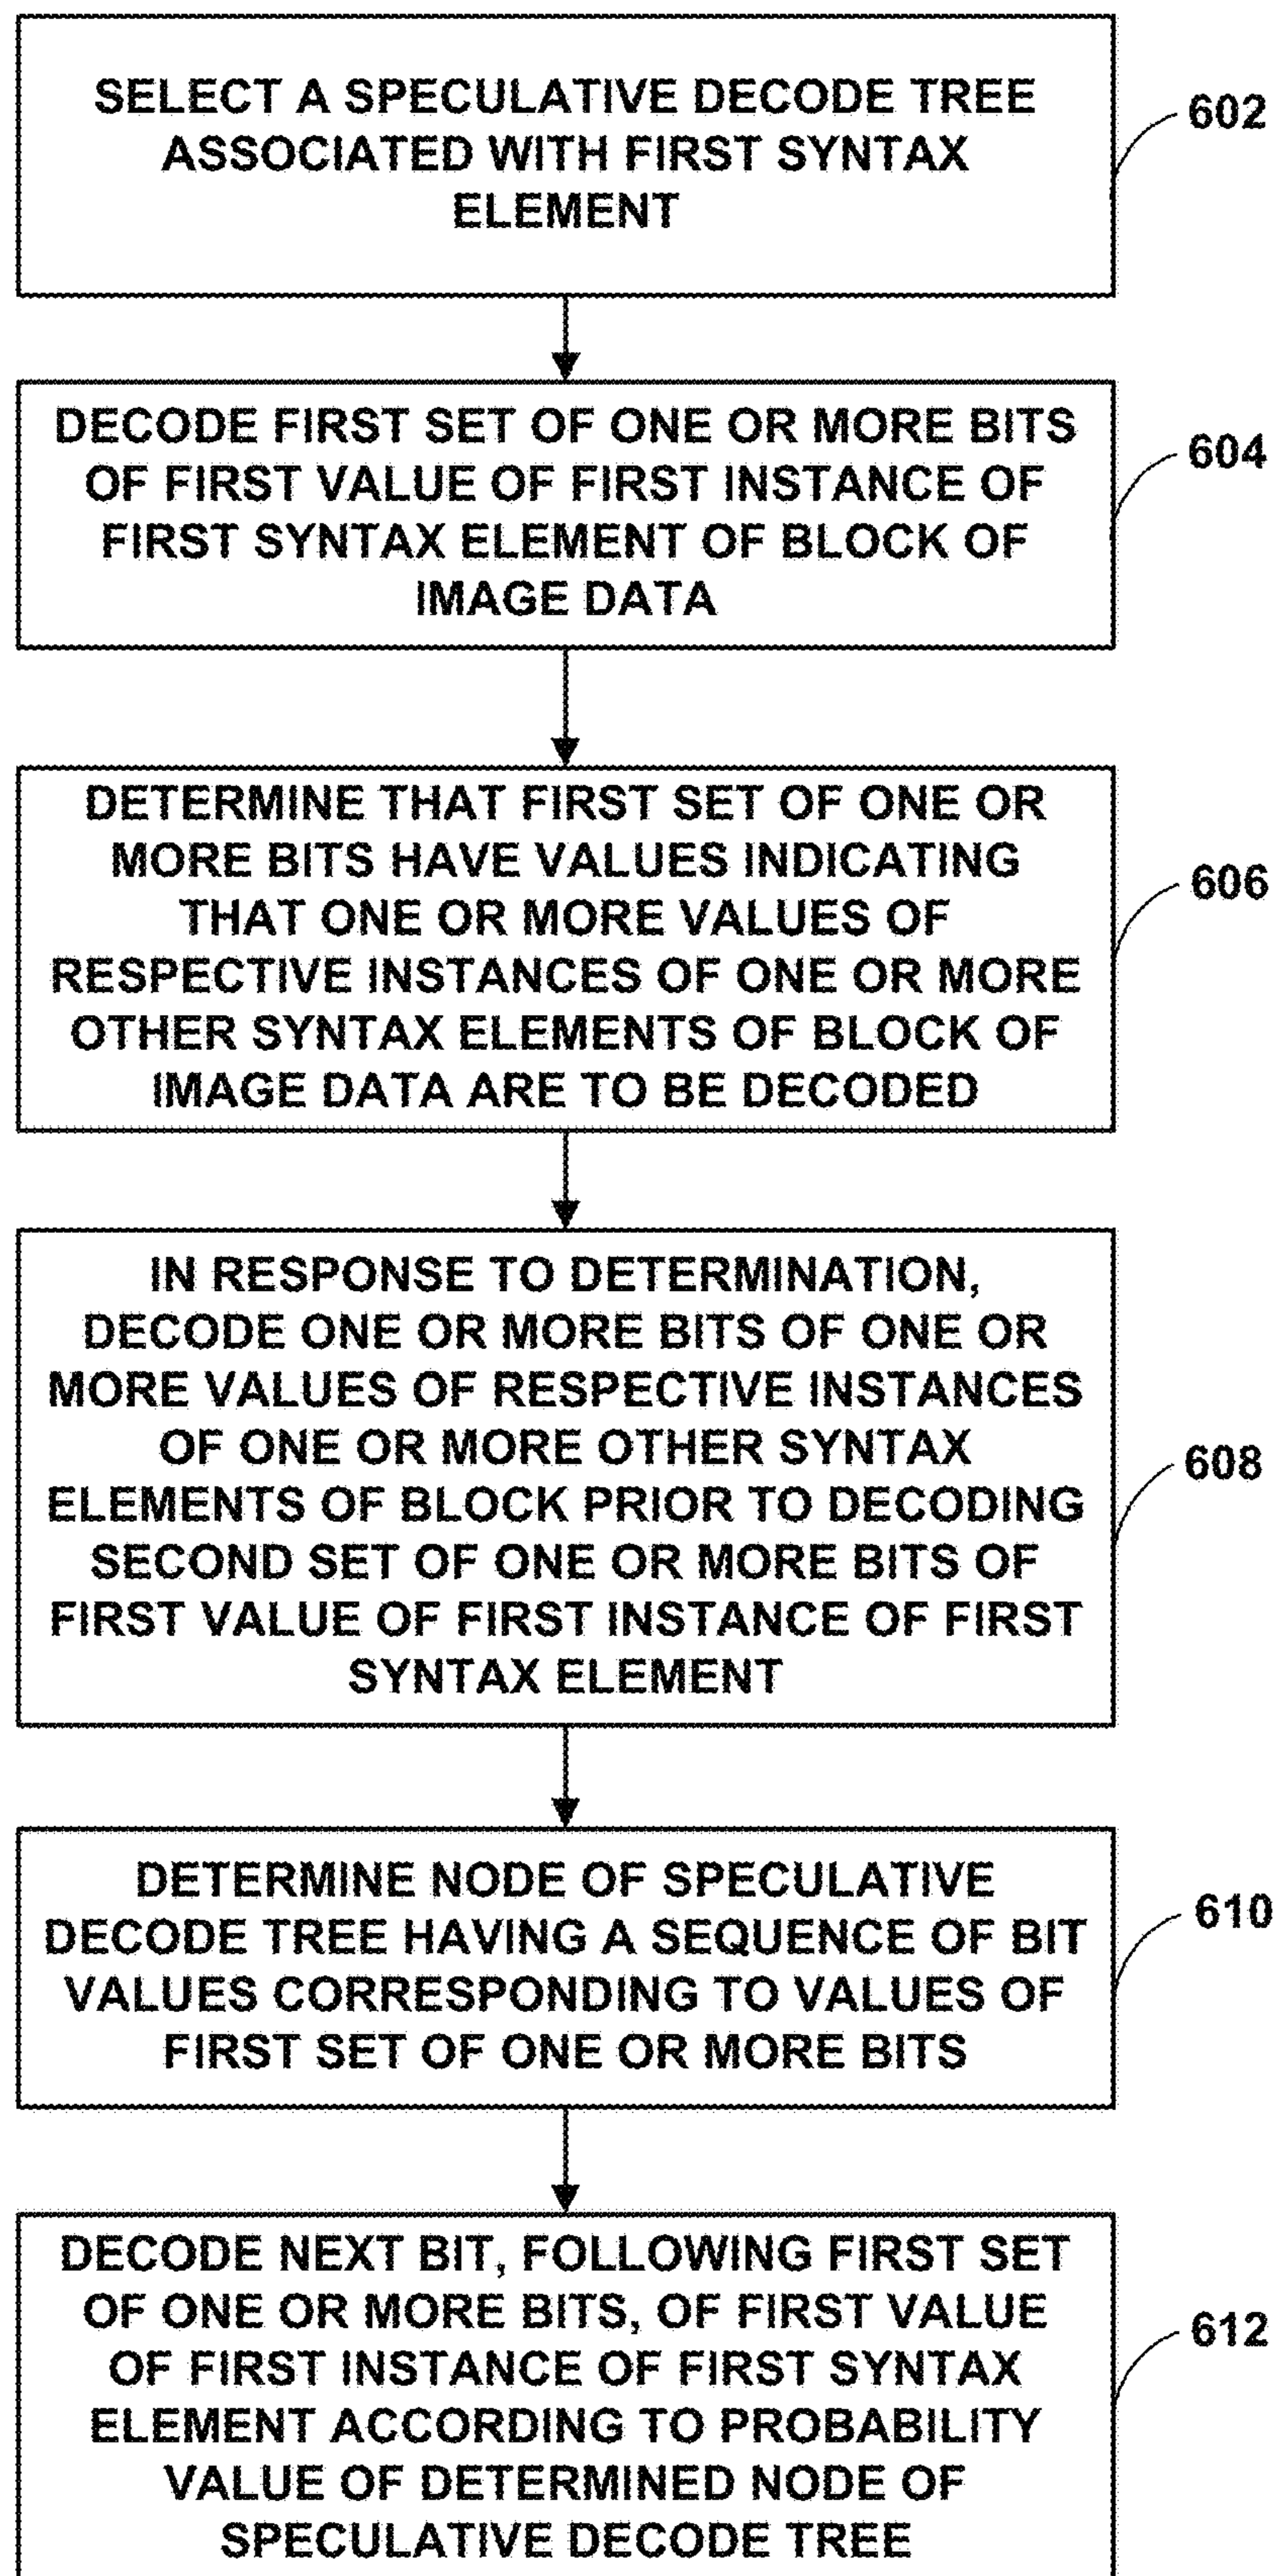 SELECT A SPECULATIVE DECODE TREE
ASSOCIATED WITH FIRST SYNTAX
ELEMENT
602
DECODE FIRST SET OF ONE OR MORE BITS
OF FIRST VALUE OF FIRST INSTANCE OF
FIRST SYNTAX ELEMENT OF BLOCK OF
IMAGE DATA
604
DETERMINE THAT FIRST SET OF ONE OR
MORE BITS HAVE VALUES INDICATING
THAT ONE OR MORE VALUES OF
RESPECTIVE INSTANCES OF ONE OR MORE
OTHER SYNTAX ELEMENTS OF BLOCK OF
IMAGE DATA ARE TO BE DECODED
606
IN RESPONSE TO DETERMINATION,
DECODE ONE OR MORE BITS OF ONE OR
MORE VALUES OF RESPECTIVE INSTANCES
OF ONE OR MORE OTHER SYNTAX
ELEMENTS OF BLOCK PRIOR TO DECODING
SECOND SET OF ONE OR MORE BITS OF
FIRST VALUE OF FIRST INSTANCE OF FIRST
SYNTAX ELEMENT
608
DETERMINE NODE OF SPECULATIVE
DECODE TREE HAVING A SEQUENCE OF BIT
VALUES CORRESPONDING TO VALUES OF
FIRST SET OF ONE OR MORE BITS
610
DECODE NEXT BIT, FOLLOWING FIRST SET
OF ONE OR MORE BITS, OF FIRST VALUE
OF FIRST INSTANCE OF FIRST SYNTAX
ELEMENT ACCORDING TO PROBABILITY
VALUE OF DETERMINED NODE OF
SPECULATIVE DECODE TREE
612